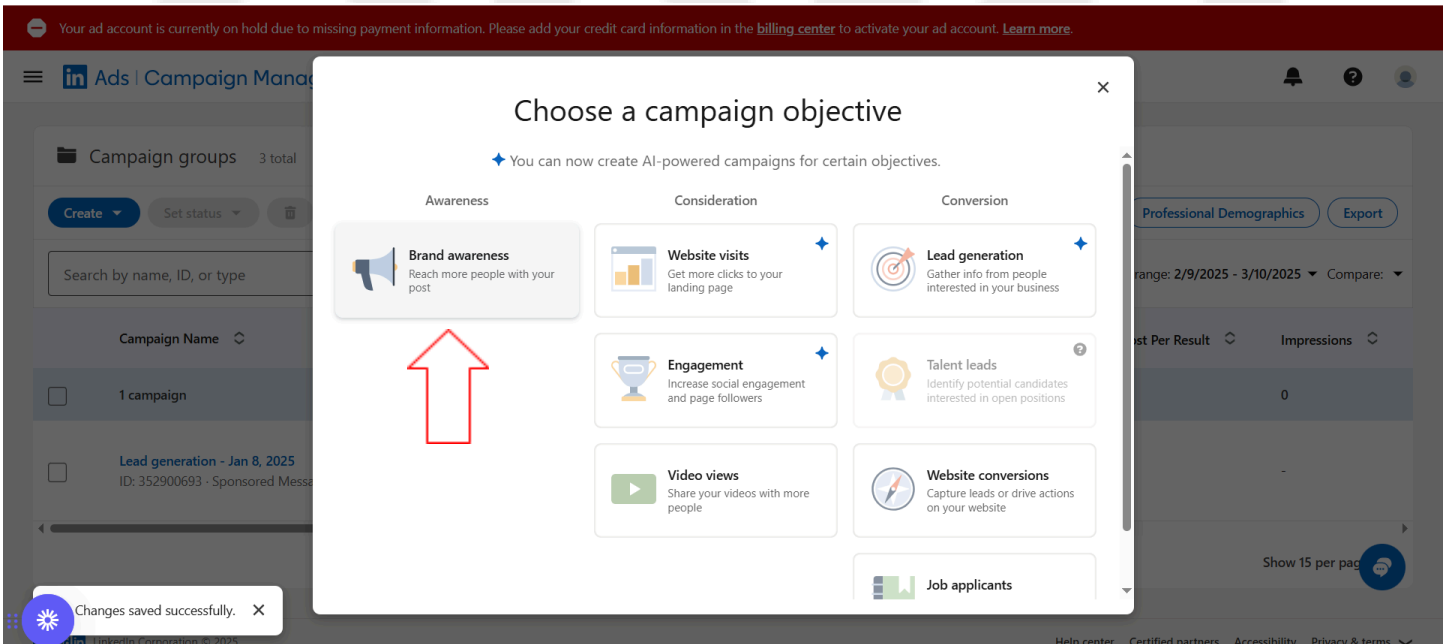 Your ad account is currently on hold due to missing payment information. Please add your credit card information in the billing center to activate your ad account. Learn more.
in Ads | Campaign Manag
Choose a campaign objective
You can now create AI-powered campaigns for certain objectives.
Campaign groups 3 total
Create
Set status
Professional Demographics
Export
Search by name, ID, or type
range: 2/9/2025 - 3/10/2025
Compare:
Awareness
Brand awareness
Reach more people with your
post
Consideration
Website visits
Get more clicks to your
landing page
Engagement
Increase social engagement
and page followers
Video views
Share your videos with more
people
Conversion
Lead generation
Gather info from people
interested in your business
Talent leads
Identify potential candidates
interested in open positions
Website conversions
Capture leads or drive actions
on your website
Job applicants
Campaign Name
ost Per Result
Impressions
1 campaign
0
Lead generation - Jan 8, 2025
ID: 352900693 · Sponsored Messa
-
Show 15 per pag
Changes saved successfully.
LinkedIn Corporation © 2025
Help center
Certified partners
Accessibility
Privacy & terms